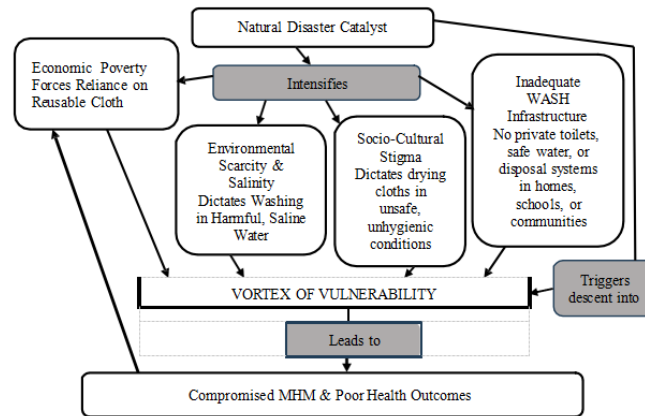 Natural Disaster Catalyst
Economic Poverty
Forces Reliance on
Reusable Cloth
Intensifies
Inadequate
WASH
Infrastructure
No private toilets,
safe water, or
disposal systems
in homes,
schools, or
communities
Environmental
Scarcity &
Salinity
Dictates Washing
in Harmful, Saline
Water
Socio-Cultural
Stigma
Dictates drying
cloths in
unsafe,
unhygienic
conditions
VORTEX OF VULNERABILITY
Triggers
descent into
Leads to
Compromised MHM & Poor Health Outcomes